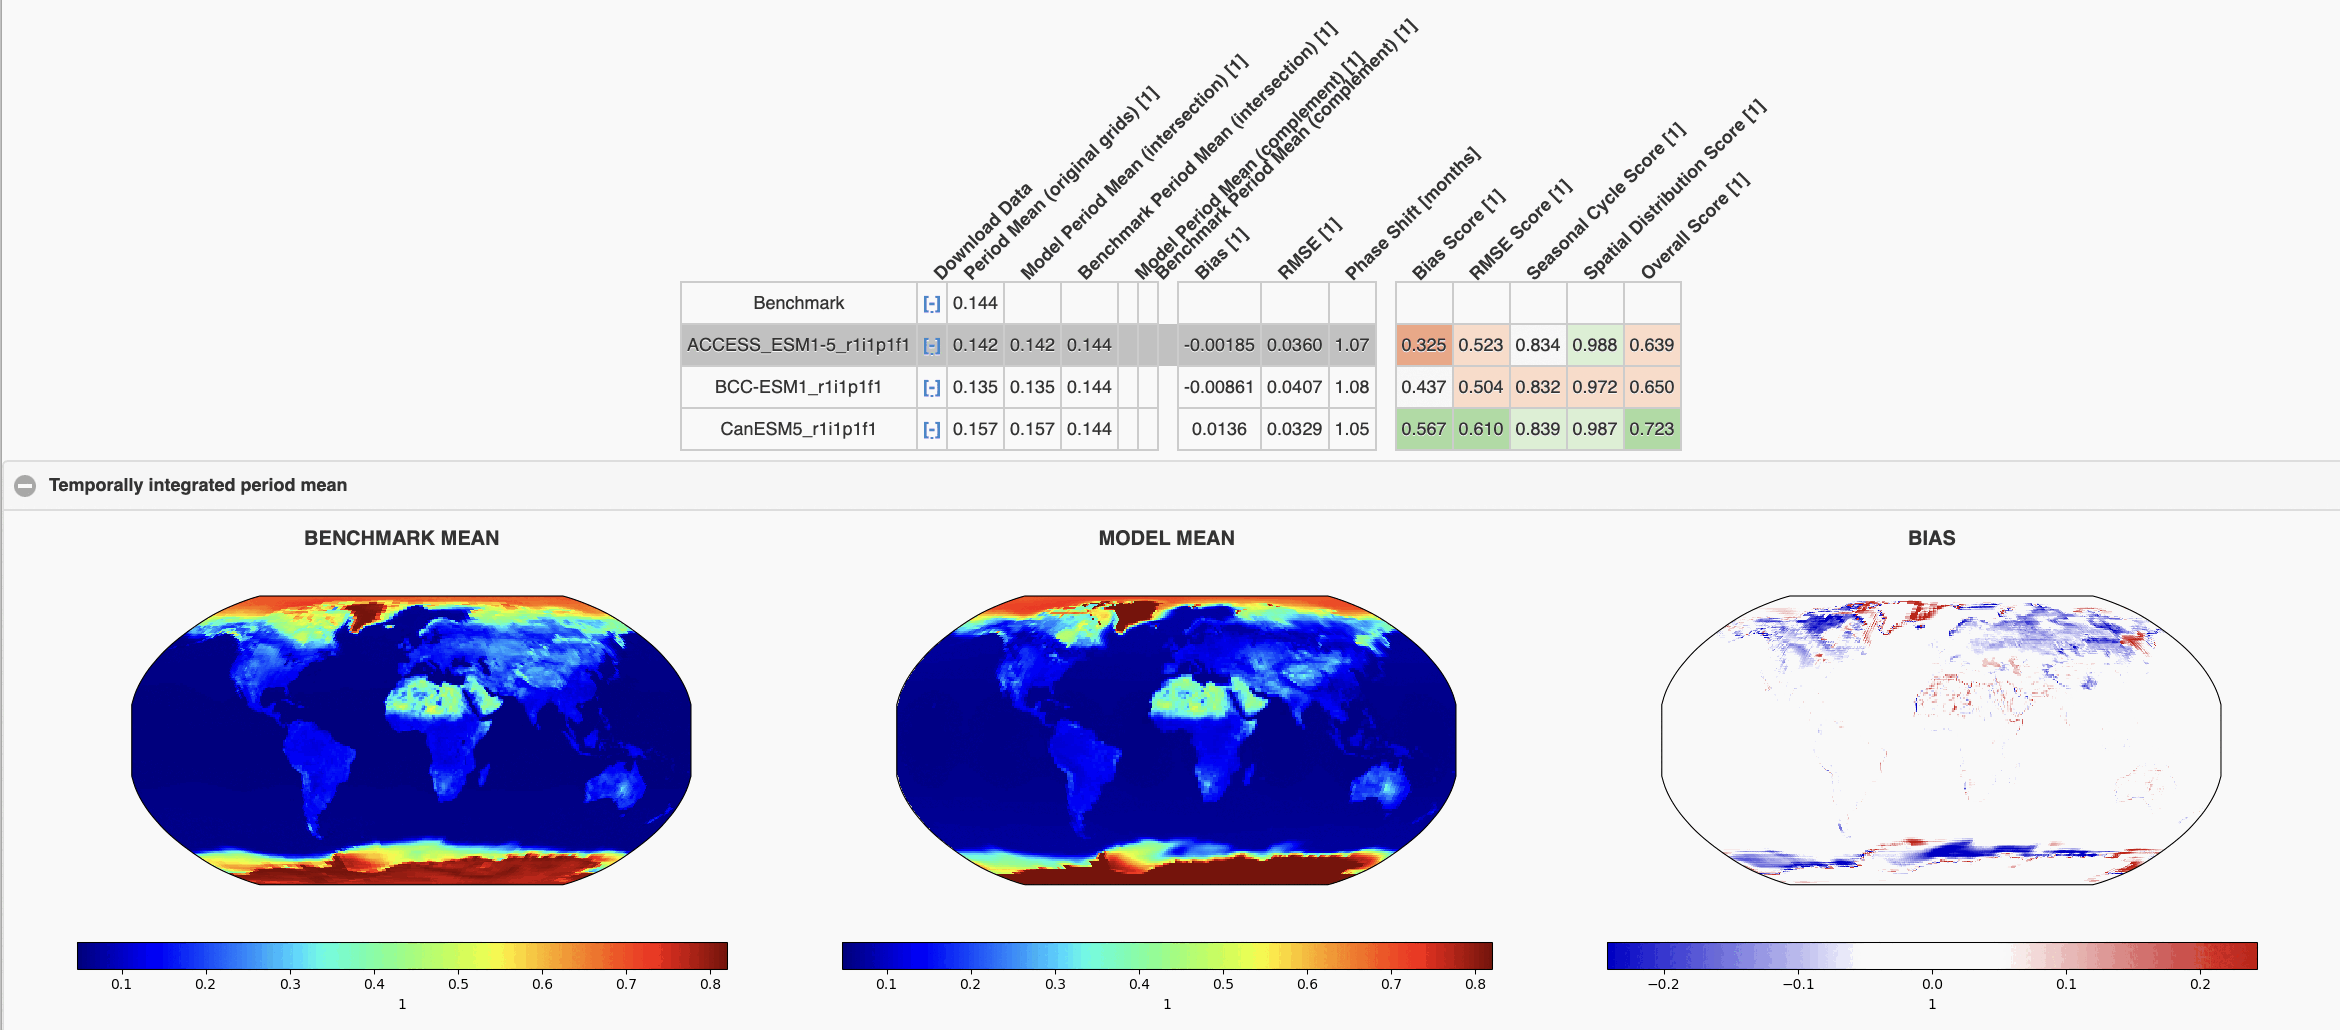 Download Data
Period Mean (original grids) [1]
Model Period Mean (intersection) [1]
Benchmark Period Mean (intersection) [1]
Model Period Mean (complement) [1]
Benchmark Period Mean (complement) [1]
Bias [1]
RMSE [1]
Phase Shift [months]
Bias Score [1]
RMSE Score [1]
Seasonal Cycle Score [1]
Spatial Distribution Score [1]
Overall Score [1]
Benchmark [-] 0.144
ACCESS_ESM1-5_r1i1p1f1 [-] 0.142 0.142 0.144 -0.00185 0.0360 1.07 0.325 0.523 0.834 0.988 0.639
BCC-ESM1_r1i1p1f1 [-] 0.135 0.135 0.144 -0.00861 0.0407 1.08 0.437 0.504 0.832 0.972 0.650
CanESM5_r1i1p1f1 [-] 0.157 0.157 0.144 0.0136 0.0329 1.05 0.567 0.610 0.839 0.987 0.723
Temporally integrated period mean
BENCHMARK MEAN
0.1 0.2 0.3 0.4 0.5 0.6 0.7 0.8
1
MODEL MEAN
0.1 0.2 0.3 0.4 0.5 0.6 0.7 0.8
1
BIAS
−0.2 −0.1 0.0 0.1 0.2
1